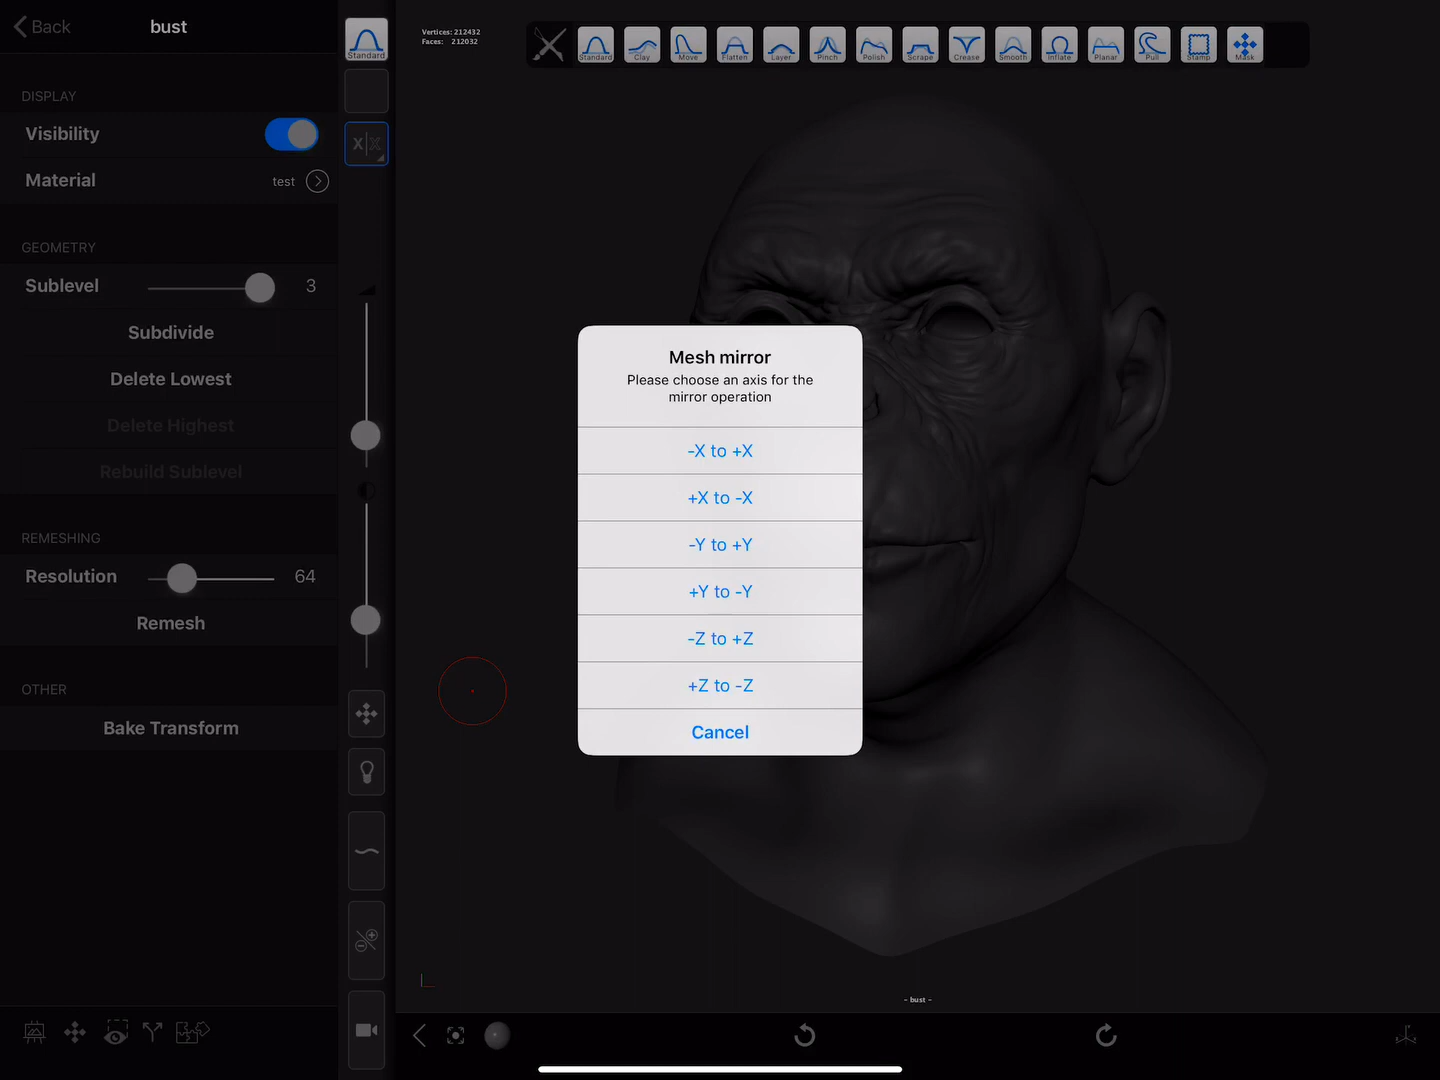 Back
bust
DISPLAY
Visibility
Material
test
GEOMETRY
Sublevel
3
Subdivide
Delete Lowest
Delete Highest
Rebuild Sublevel
REMESHING
Resolution
64
Remesh
OTHER
Bake Transform
Standard
X|X
Vertices: 212432
Faces: 212032
Standard
Clay
Move
Flatten
Layer
Pinch
Polish
Scrape
Crease
Smooth
Inflate
Planar
Pull
Stamp
Mask
Mesh mirror
Please choose an axis for the
mirror operation
-X to +X
+X to -X
-Y to +Y
+Y to -Y
-Z to +Z
+Z to -Z
Cancel
- bust -